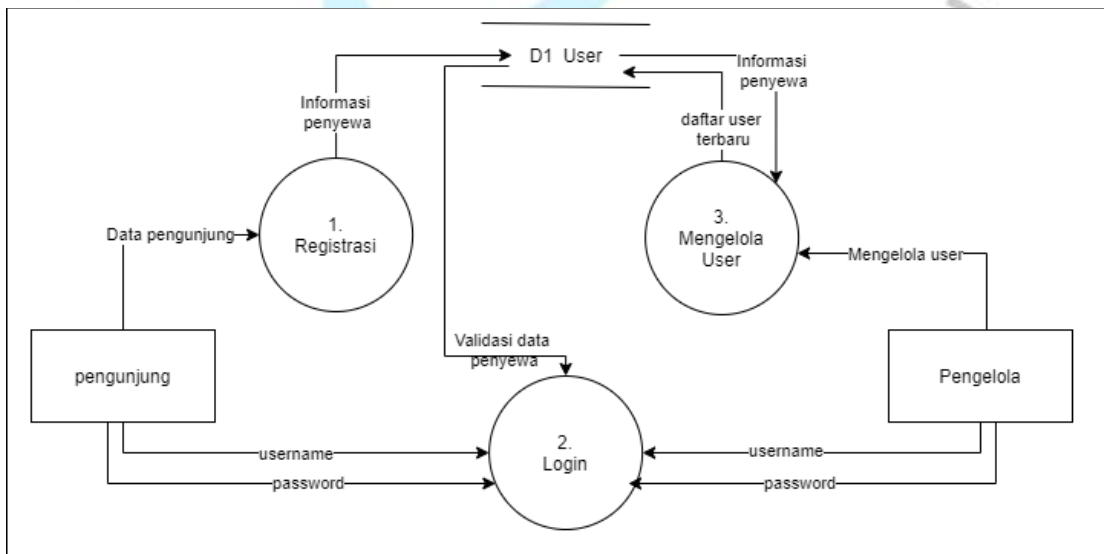 D1 User
Informasi
penyewa
Informasi
penyewa
daftar user
terbaru
1.
Registrasi
3.
Mengelola
User
Data pengunjung
Mengelola user
Validasi data
penyewa
pengunjung
Pengelola
2.
Login
username
password
username
password